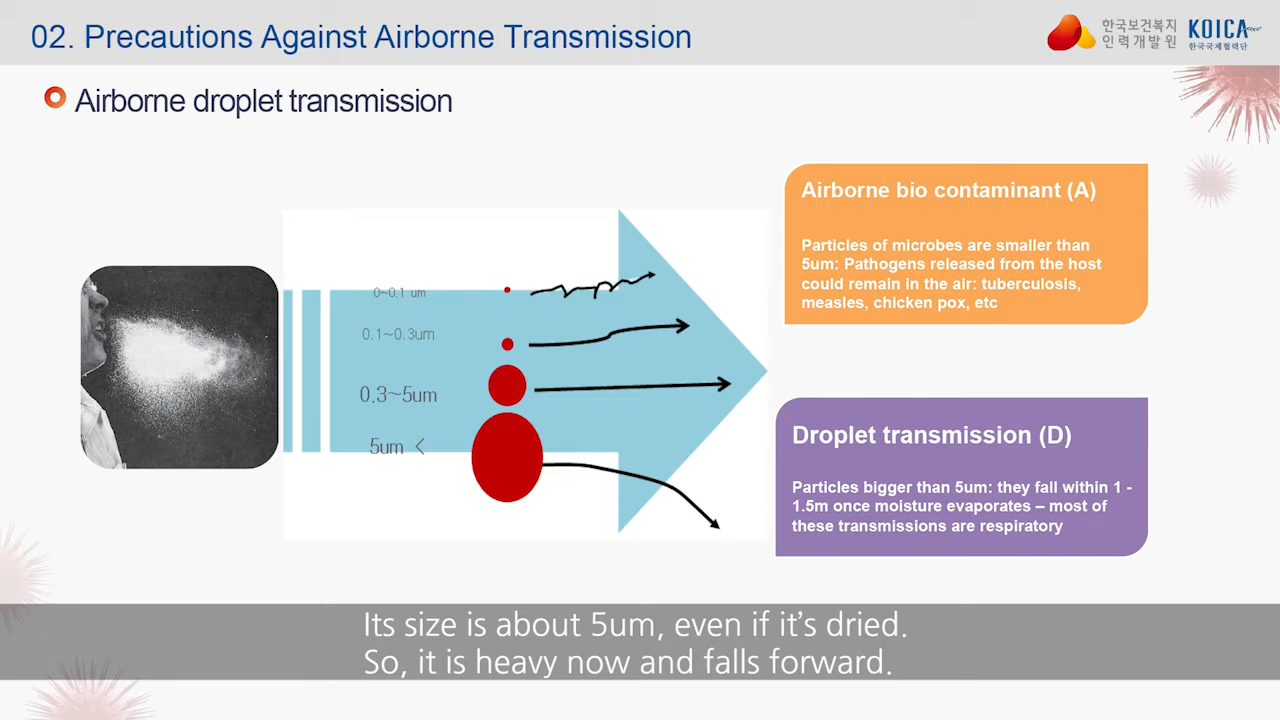 02. Precautions Against Airborne Transmission
한국보건복지
인력개발원
KOICA
한국국제협력단
Airborne droplet transmission
Airborne bio contaminant (A)
Particles of microbes are smaller than
5um: Pathogens released from the host
could remain in the air: tuberculosis,
measles, chicken pox, etc
0~0.1 um
0.1~0.3um
0.3~5um
5um <
Droplet transmission (D)
Particles bigger than 5um: they fall within 1 -
1.5m once moisture evaporates – most of
these transmissions are respiratory
Its size is about 5um, even if it’s dried.
So, it is heavy now and falls forward.